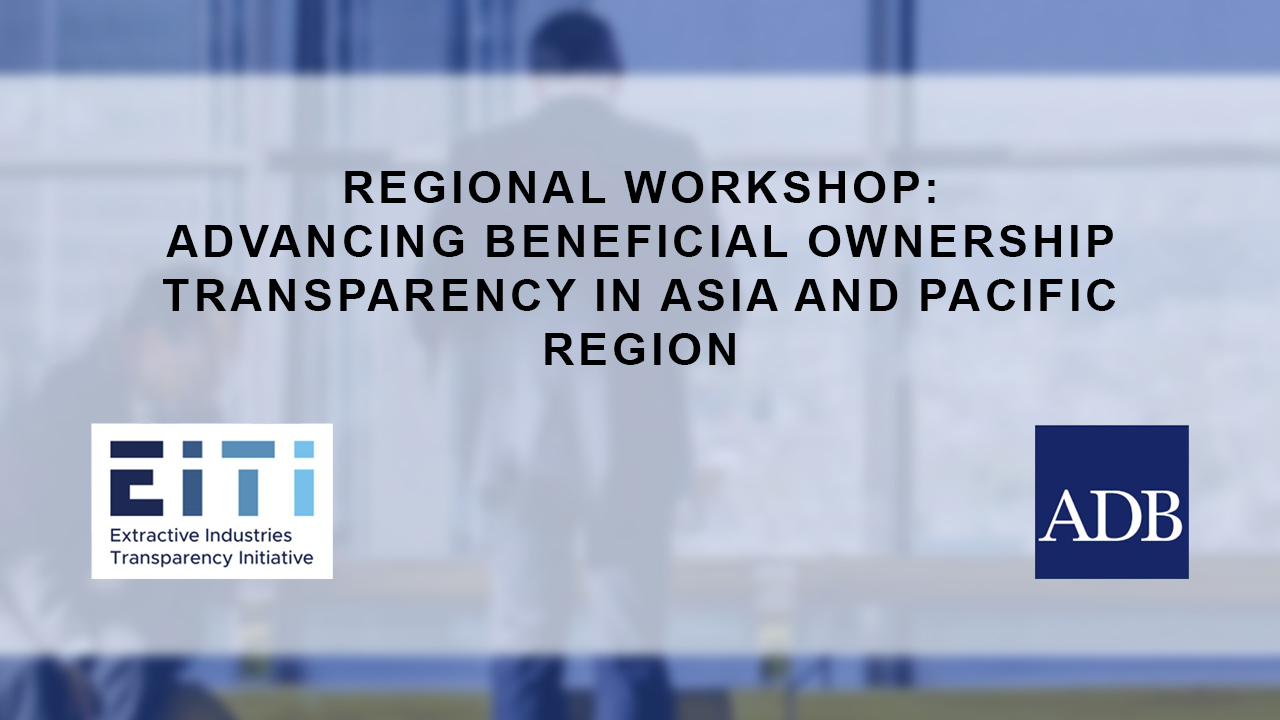 REGIONAL WORKSHOP:
ADVANCING BENEFICIAL OWNERSHIP
TRANSPARENCY IN ASIA AND PACIFIC
REGION
EiTi
Extractive Industries
Transparency Initiative
ADB